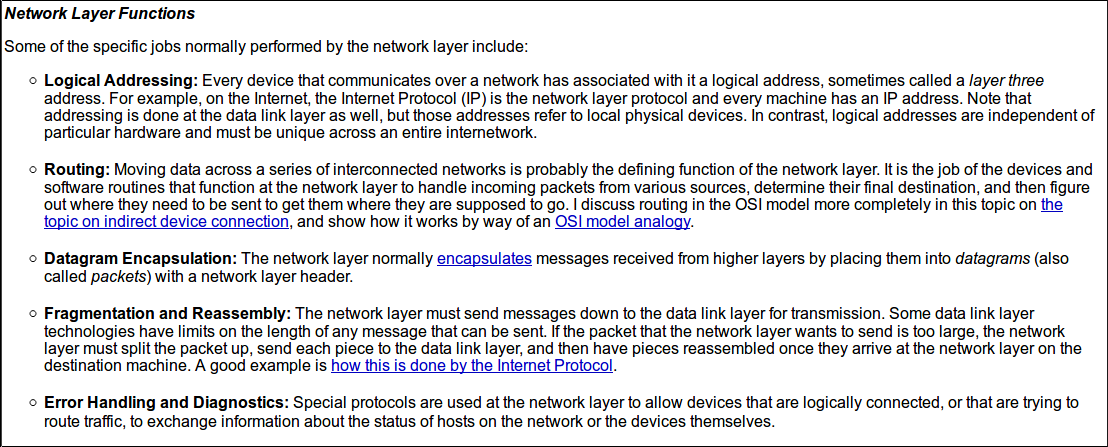 Network Layer Functions
Some of the specific jobs normally performed by the network layer include:
Logical Addressing: Every device that communicates over a network has associated with it a logical address, sometimes called a layer three
address. For example, on the Internet, the Internet Protocol (IP) is the network layer protocol and every machine has an IP address. Note that
addressing is done at the data link layer as well, but those addresses refer to local physical devices. In contrast, logical addresses are independent of
particular hardware and must be unique across an entire internetwork.
Routing: Moving data across a series of interconnected networks is probably the defining function of the network layer. It is the job of the devices and
software routines that function at the network layer to handle incoming packets from various sources, determine their final destination, and then figure
out where they need to be sent to get them where they are supposed to go. I discuss routing in the OSI model more completely in this topic on the
topic on indirect device connection, and show how it works by way of an OSI model analogy.
Datagram Encapsulation: The network layer normally encapsulates messages received from higher layers by placing them into datagrams (also
called packets) with a network layer header.
Fragmentation and Reassembly: The network layer must send messages down to the data link layer for transmission. Some data link layer
technologies have limits on the length of any message that can be sent. If the packet that the network layer wants to send is too large, the network
layer must split the packet up, send each piece to the data link layer, and then have pieces reassembled once they arrive at the network layer on the
destination machine. A good example is how this is done by the Internet Protocol.
Error Handling and Diagnostics: Special protocols are used at the network layer to allow devices that are logically connected, or that are trying to
route traffic, to exchange information about the status of hosts on the network or the devices themselves.